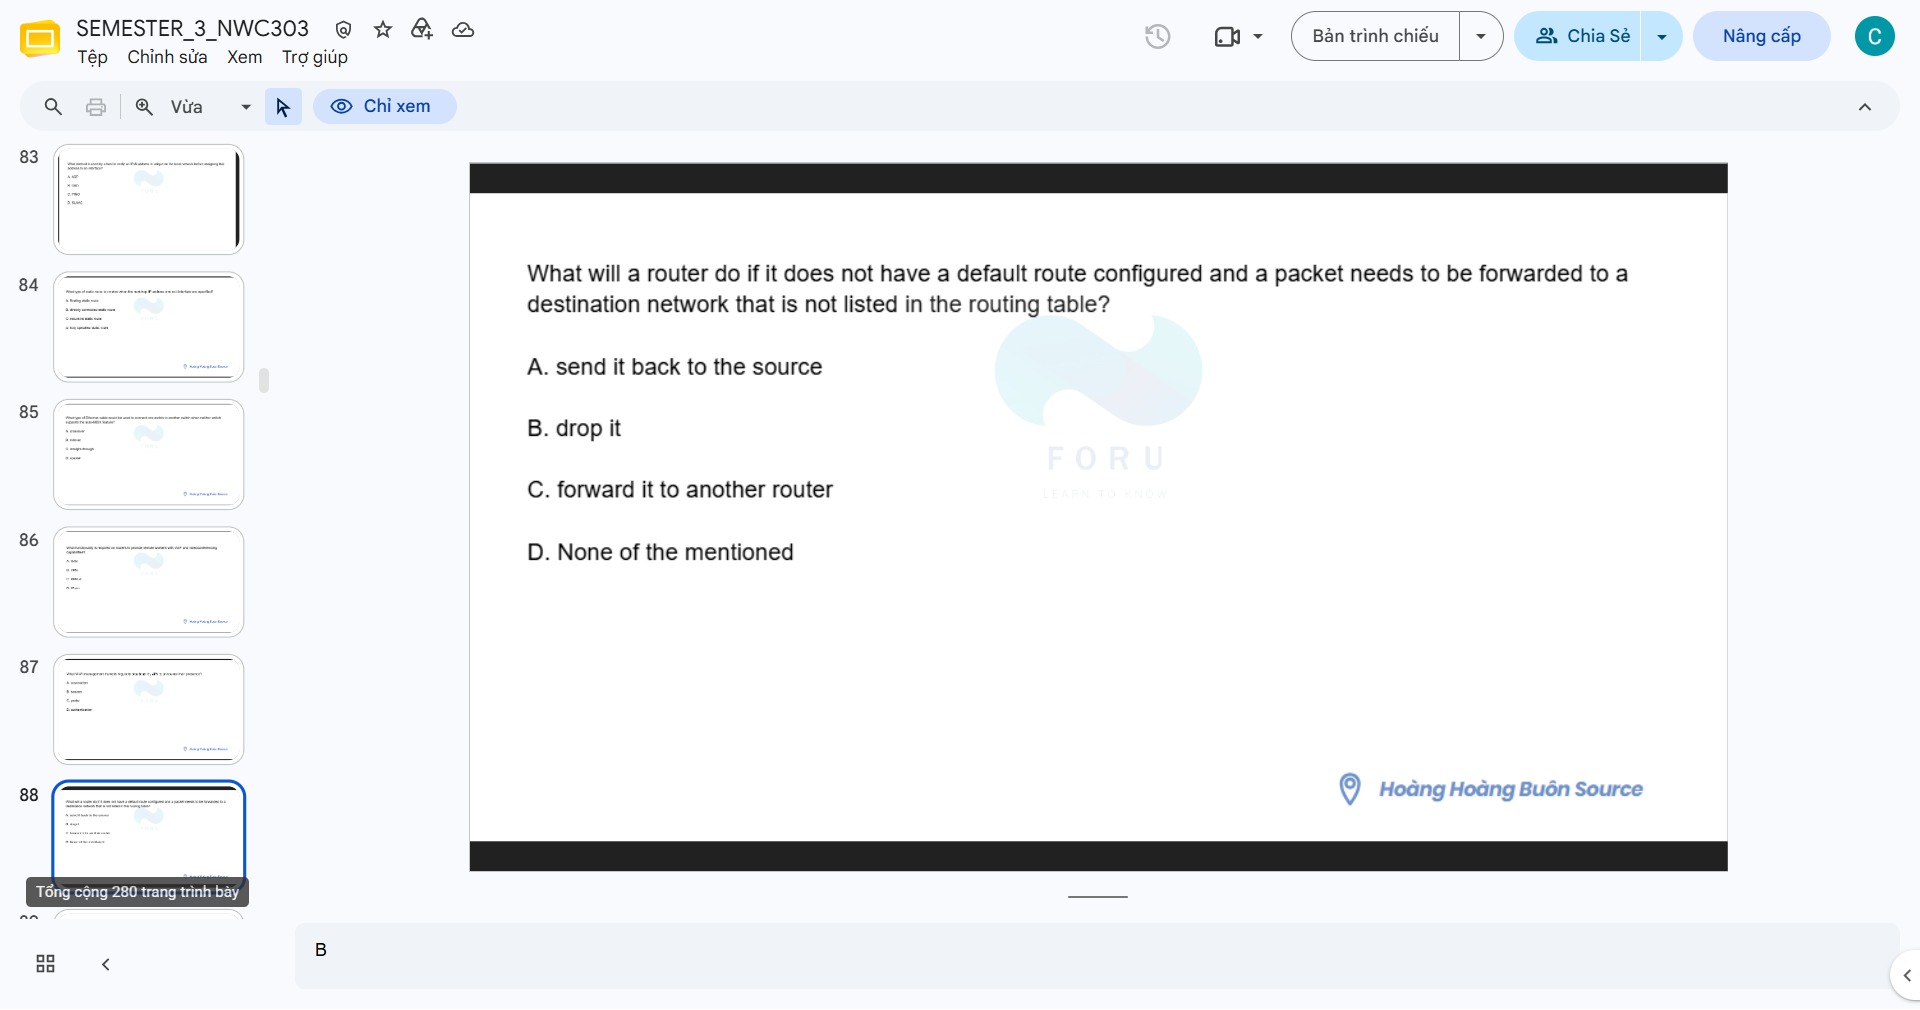 SEMESTER_3_NWC303
Tệp Chỉnh sửa Xem Trợ giúp
Bản trình chiếu
Chia Sẻ
Nâng cấp
C
Vừa
Chỉ xem
83
84
85
86
87
88
Tổng cộng 280 trang trình bày
What will a router do if it does not have a default route configured and a packet needs to be forwarded to a
destination network that is not listed in the routing table?
A. send it back to the source
B. drop it
C. forward it to another router
D. None of the mentioned
FORU
LEARN TO KNOW
Hoàng Hoàng Buôn Source
B